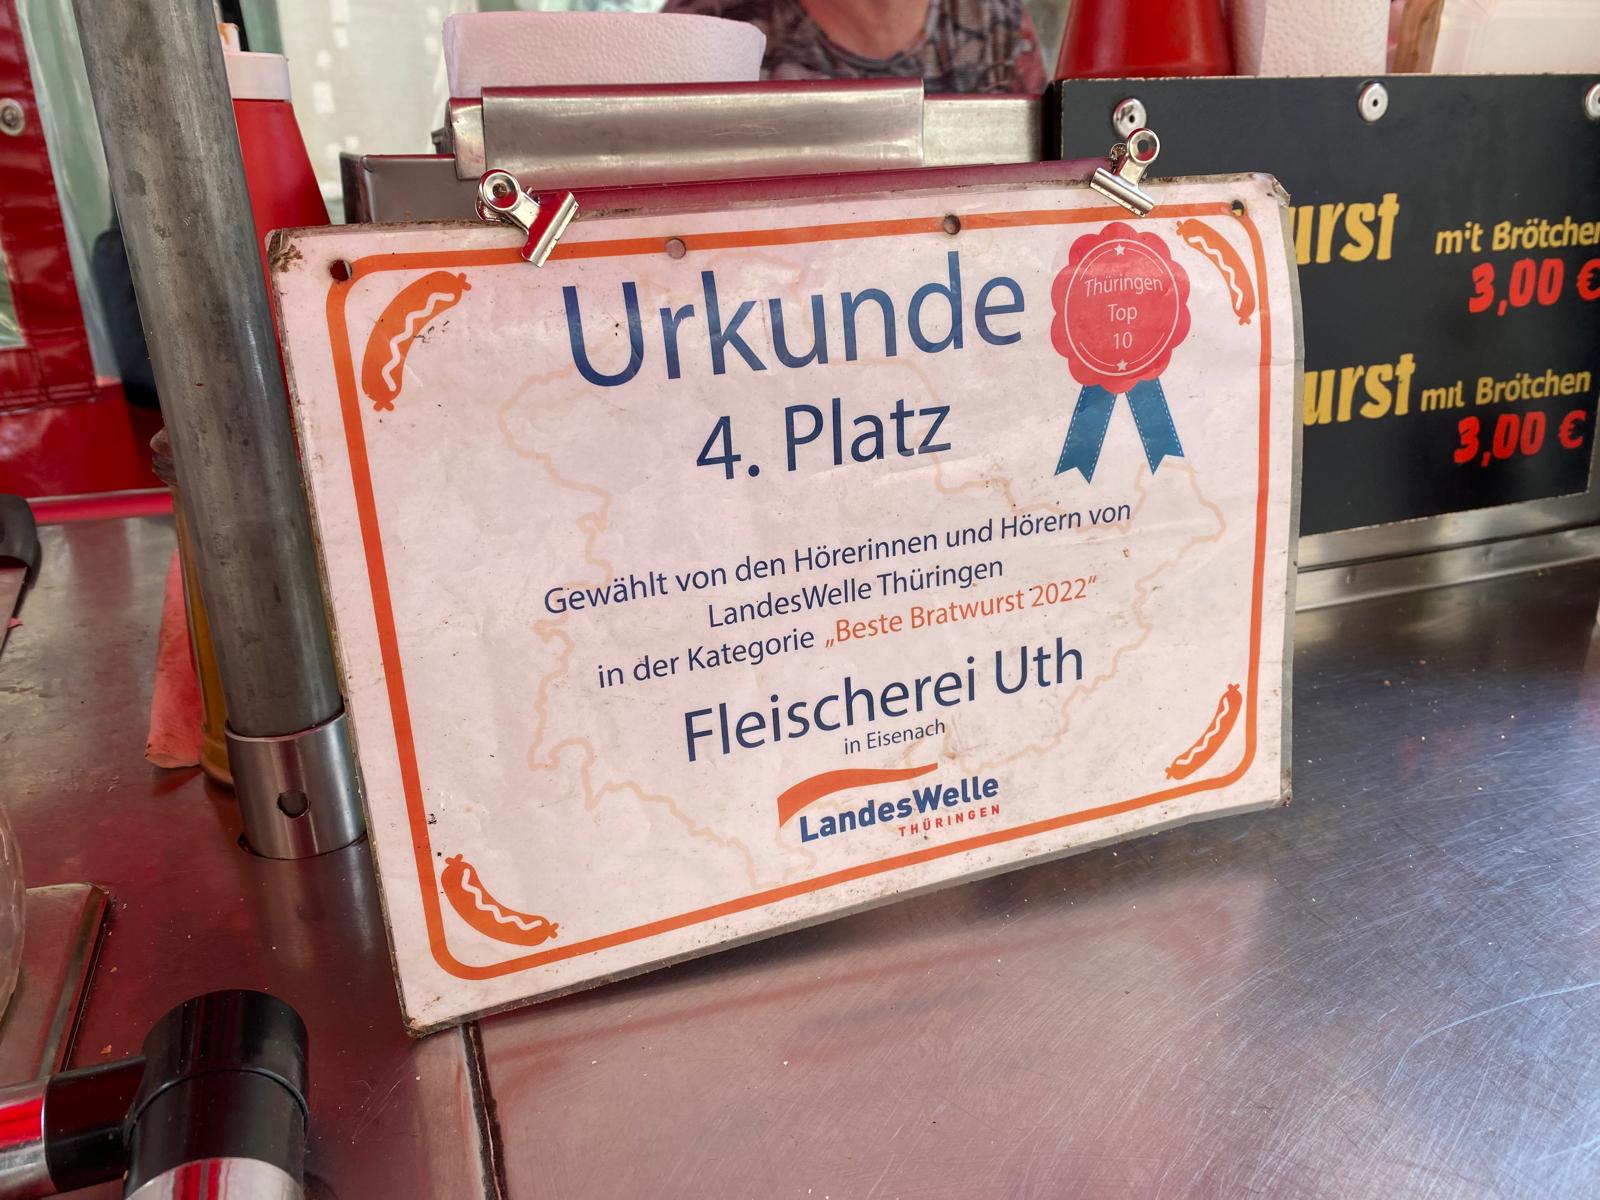 Urkunde
4. Platz
Thüringen
Top
10
Gewählt von den Hörerinnen und Hörern von
LandesWelle Thüringen
in der Kategorie „Beste Bratwurst 2022“
Fleischerei Uth
in Eisenach
LandesWelle
THÜRINGEN
urst mit Brötchen
3,00 €
urst mit Brötchen
3,00 €